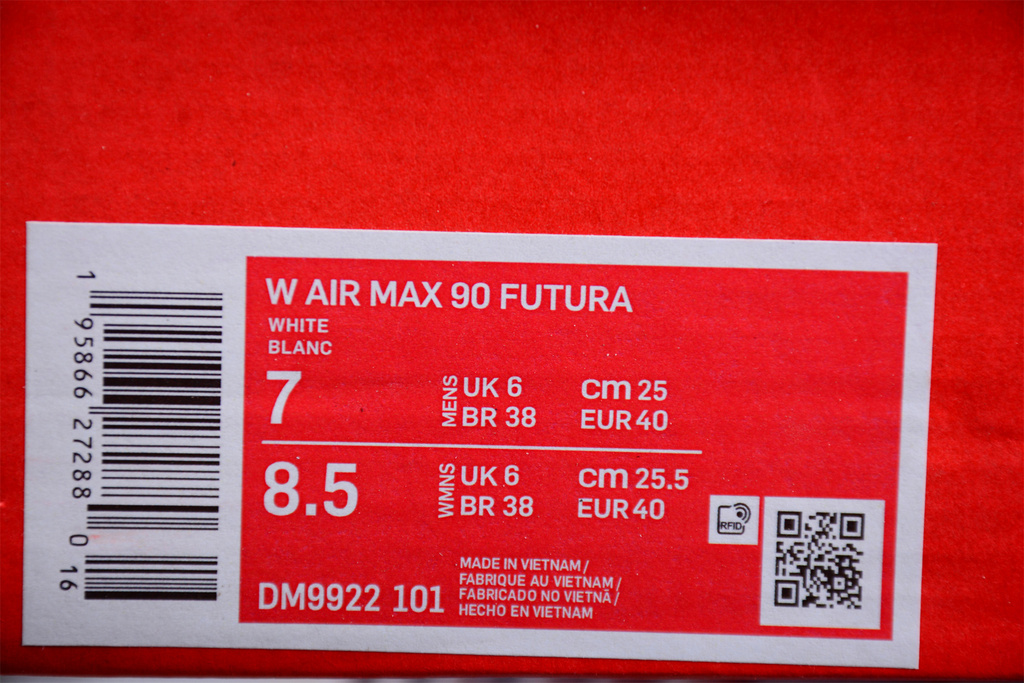 W AIR MAX 90 FUTURA
WHITE
BLANC
7
MENS
UK 6 cm 25
BR 38 EUR 40
8.5
WMNS
UK 6 cm 25.5
BR 38 EUR 40
RFID
DM9922 101
MADE IN VIETNAM /
FABRIQUE AU VIETNAM /
FABRICADO NO VIETNÃ /
HECHO EN VIETNAM
1 95866 27288 0 16